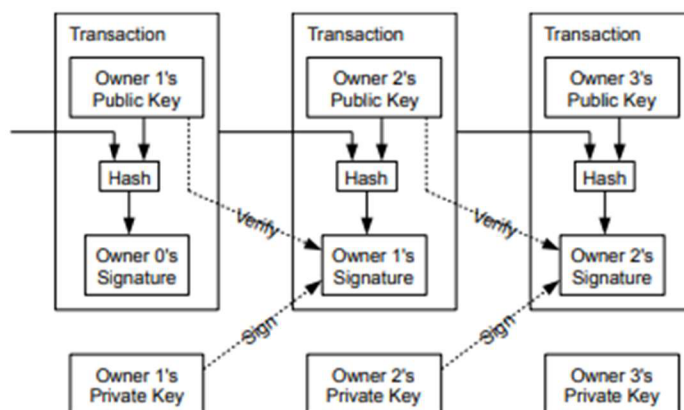 Transaction
Transaction
Transaction
Owner 1's
Public Key
Owner 2's
Public Key
Owner 3's
Public Key
Hash
Hash
Hash
Verify
Verify
Owner 0's
Signature
Owner 1's
Signature
Owner 2's
Signature
Sign
Sign
Owner 1's
Private Key
Owner 2's
Private Key
Owner 3's
Private Key